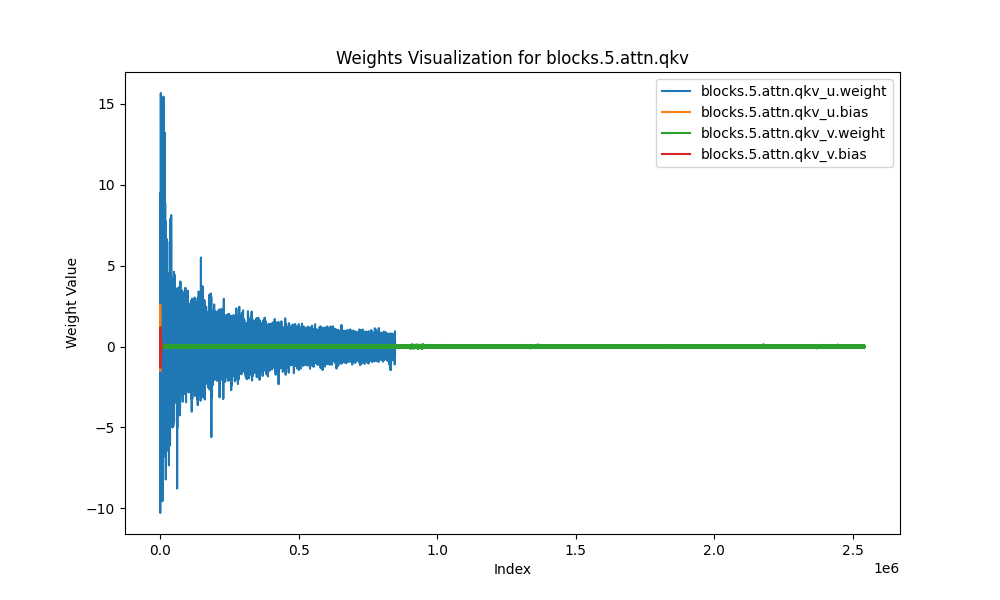 Weights Visualization for blocks.5.attn.qkv
blocks.5.attn.qkv_u.weight
blocks.5.attn.qkv_u.bias
blocks.5.attn.qkv_v.weight
blocks.5.attn.qkv_v.bias
Weight Value
15
10
5
0
−5
−10
0.0 0.5 1.0 1.5 2.0 2.5
1e6
Index